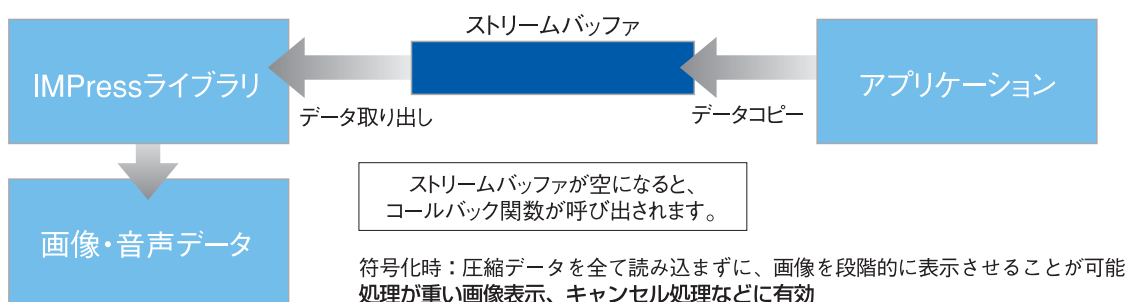 ストリームバッファ
IMPressライブラリ
アプリケーション
データ取り出し
データコピー
ストリームバッファが空になると、
コールバック関数が呼び出されます。
画像・音声データ
符号化時：圧縮データを全て読み込まずに、画像を段階的に表示させることが可能
処理が重い画像表示、キャンセル処理などに有効